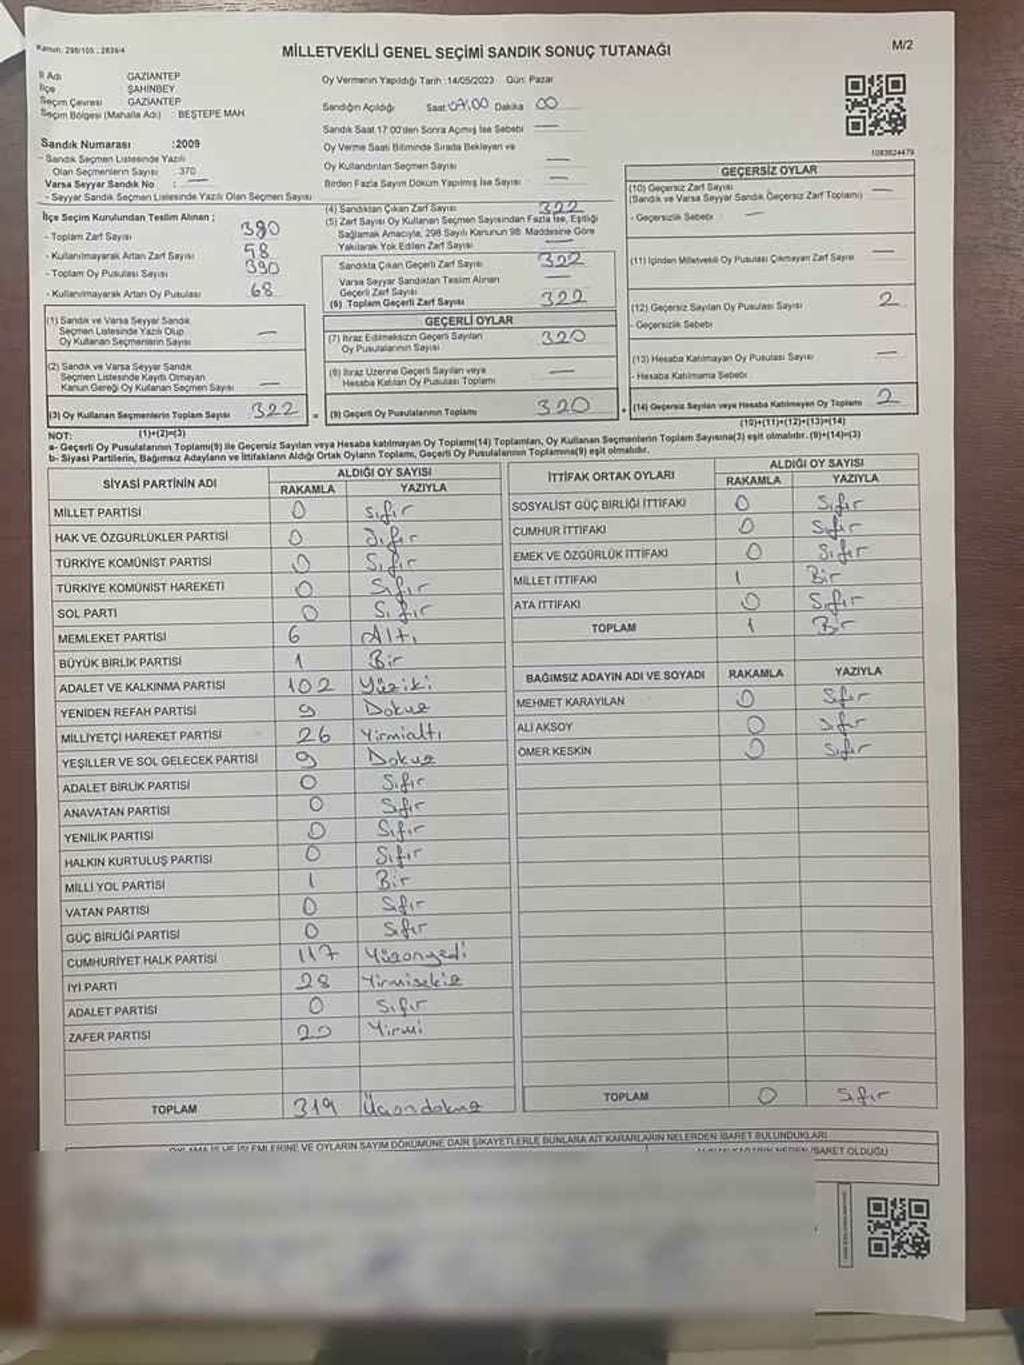 Kanun: 298/105 ; 2839/4
MİLLETVEKİLİ GENEL SEÇİMİ SANDIK SONUÇ TUTANAĞI
M/2
İl Adı : GAZİANTEP
İlçe : ŞAHİNBEY
Seçim Çevresi : GAZİANTEP
Seçim Bölgesi (Mahalle Adı) : BEŞTEPE MAH
Sandık Numarası :2009
- Sandık Seçmen Listesinde Yazılı
Olan Seçmenlerin Sayısı : 370
Varsa Seyyar Sandık No : —
- Seyyar Sandık Seçmen Listesinde Yazılı Olan Seçmen Sayısı
Oy Vermenin Yapıldığı Tarih :14/05/2023 Gün: Pazar
Sandığın Açıldığı Saat: 07.00 Dakika 00
Sandık Saat 17:00'den Sonra Açmış İse Sebebi —
Oy Verme Saati Bitiminde Sırada Bekleyen ve
Oy Kullandırılan Seçmen Sayısı —
Birden Fazla Sayım Döküm Yapılmış İse Sayısı —
1083624479
İlçe Seçim Kurulundan Teslim Alınan ;
- Toplam Zarf Sayısı 380
- Kullanılmayarak Artan Zarf Sayısı 58
- Toplam Oy Pusulası Sayısı 390
- Kullanılmayarak Artan Oy Pusulası 68
(1) Sandık ve Varsa Seyyar Sandık
Seçmen Listesinde Yazılı Olup
Oy Kullanan Seçmenlerin Sayısı —
(2) Sandık ve Varsa Seyyar Sandık
Seçmen Listesinde Kayıtlı Olmayan
Kanun Gereği Oy Kullanan Seçmen Sayısı —
(3) Oy Kullanan Seçmenlerin Toplam Sayısı 322 =
(1)+(2)=(3)
(4) Sandıktan Çıkan Zarf Sayısı 322
(5) Zarf Sayısı Oy Kullanan Seçmen Sayısından Fazla İse, Eşitliği
Sağlamak Amacıyla, 298 Sayılı Kanunun 98. Maddesine Göre
Yakılarak Yok Edilen Zarf Sayısı —
Sandıkta Çıkan Geçerli Zarf Sayısı 322
Varsa Seyyar Sandıktan Teslim Alınan
Geçerli Zarf Sayısı —
(6) Toplam Geçerli Zarf Sayısı 322
GEÇERLİ OYLAR
(7) İtiraz Edilmeksizin Geçerli Sayılan
Oy Pusulalarının Sayısı 320
(8) İtiraz Üzerine Geçerli Sayılan veya
Hesaba Katılan Oy Pusulası Toplamı —
(9) Geçerli Oy Pusulalarının Toplamı 320 +
GEÇERSİZ OYLAR
(10) Geçersiz Zarf Sayısı
(Sandık ve Varsa Seyyar Sandık Geçersiz Zarf Toplamı) —
- Geçersizlik Sebebi : —
(11) İçinden Milletvekili Oy Pusulası Çıkmayan Zarf Sayısı —
(12) Geçersiz Sayılan Oy Pusulası Sayısı 2
- Geçersizlik Sebebi :
(13) Hesaba Katılmayan Oy Pusulası Sayısı —
- Hesaba Katılmama Sebebi :
(14) Geçersiz Sayılan veya Hesaba Katılmayan Oy Toplamı 2
(10)+(11)+(12)+(13)=(14)
NOT:
a- Geçerli Oy Pusulalarının Toplamı(9) ile Geçersiz Sayılan veya Hesaba katılmayan Oy Toplamı(14) Toplamları, Oy Kullanan Seçmenlerin Toplam Sayısına(3) eşit olmalıdır. (9)+(14)=(3)
b- Siyasi Partilerin, Bağımsız Adayların ve İttifakların Aldığı Ortak Oyların Toplamı, Geçerli Oy Pusulalarının Toplamına(9) eşit olmalıdır.
SİYASİ PARTİNİN ADI ALDIĞI OY SAYISI
RAKAMLA YAZIYLA
MİLLET PARTİSİ 0 Sıfır
HAK VE ÖZGÜRLÜKLER PARTİSİ 0 Sıfır
TÜRKİYE KOMÜNİST PARTİSİ 0 Sıfır
TÜRKİYE KOMÜNİST HAREKETİ 0 Sıfır
SOL PARTİ 0 Sıfır
MEMLEKET PARTİSİ 6 Altı
BÜYÜK BİRLİK PARTİSİ 1 Bir
ADALET VE KALKINMA PARTİSİ 102 Yüziki
YENİDEN REFAH PARTİSİ 9 Dokuz
MİLLİYETÇİ HAREKET PARTİSİ 26 Yirmialtı
YEŞİLLER VE SOL GELECEK PARTİSİ 9 Dokuz
ADALET BİRLİK PARTİSİ 0 Sıfır
ANAVATAN PARTİSİ 0 Sıfır
YENİLİK PARTİSİ 0 Sıfır
HALKIN KURTULUŞ PARTİSİ 0 Sıfır
MİLLİ YOL PARTİSİ 1 Bir
VATAN PARTİSİ 0 Sıfır
GÜÇ BİRLİĞİ PARTİSİ 0 Sıfır
CUMHURİYET HALK PARTİSİ 117 Yüzonyedi
İYİ PARTİ 28 Yirmisekiz
ADALET PARTİSİ 0 Sıfır
ZAFER PARTİSİ 20 Yirmi
TOPLAM 319 Üçondokuz
İTTİFAK ORTAK OYLARI ALDIĞI OY SAYISI
RAKAMLA YAZIYLA
SOSYALİST GÜÇ BİRLİĞİ İTTİFAKI 0 Sıfır
CUMHUR İTTİFAKI 0 Sıfır
EMEK VE ÖZGÜRLÜK İTTİFAKI 0 Sıfır
MİLLET İTTİFAKI 1 Bir
ATA İTTİFAKI 0 Sıfır
TOPLAM 1 Bir
BAĞIMSIZ ADAYIN ADI VE SOYADI RAKAMLA YAZIYLA
MEHMET KARAYILAN 0 Sıfır
ALİ AKSOY 0 Sıfır
ÖMER KESKİN 0 Sıfır
TOPLAM 0 Sıfır
OYLAMA İŞ VE İŞLEMLERİNE VE OYLARIN SAYIM DÖKÜMÜNE DAİR ŞİKAYETLERLE BUNLARA AİT KARARLARIN NELERDEN İBARET BULUNDUKLARI
NEDEN İBARET OLDUĞU